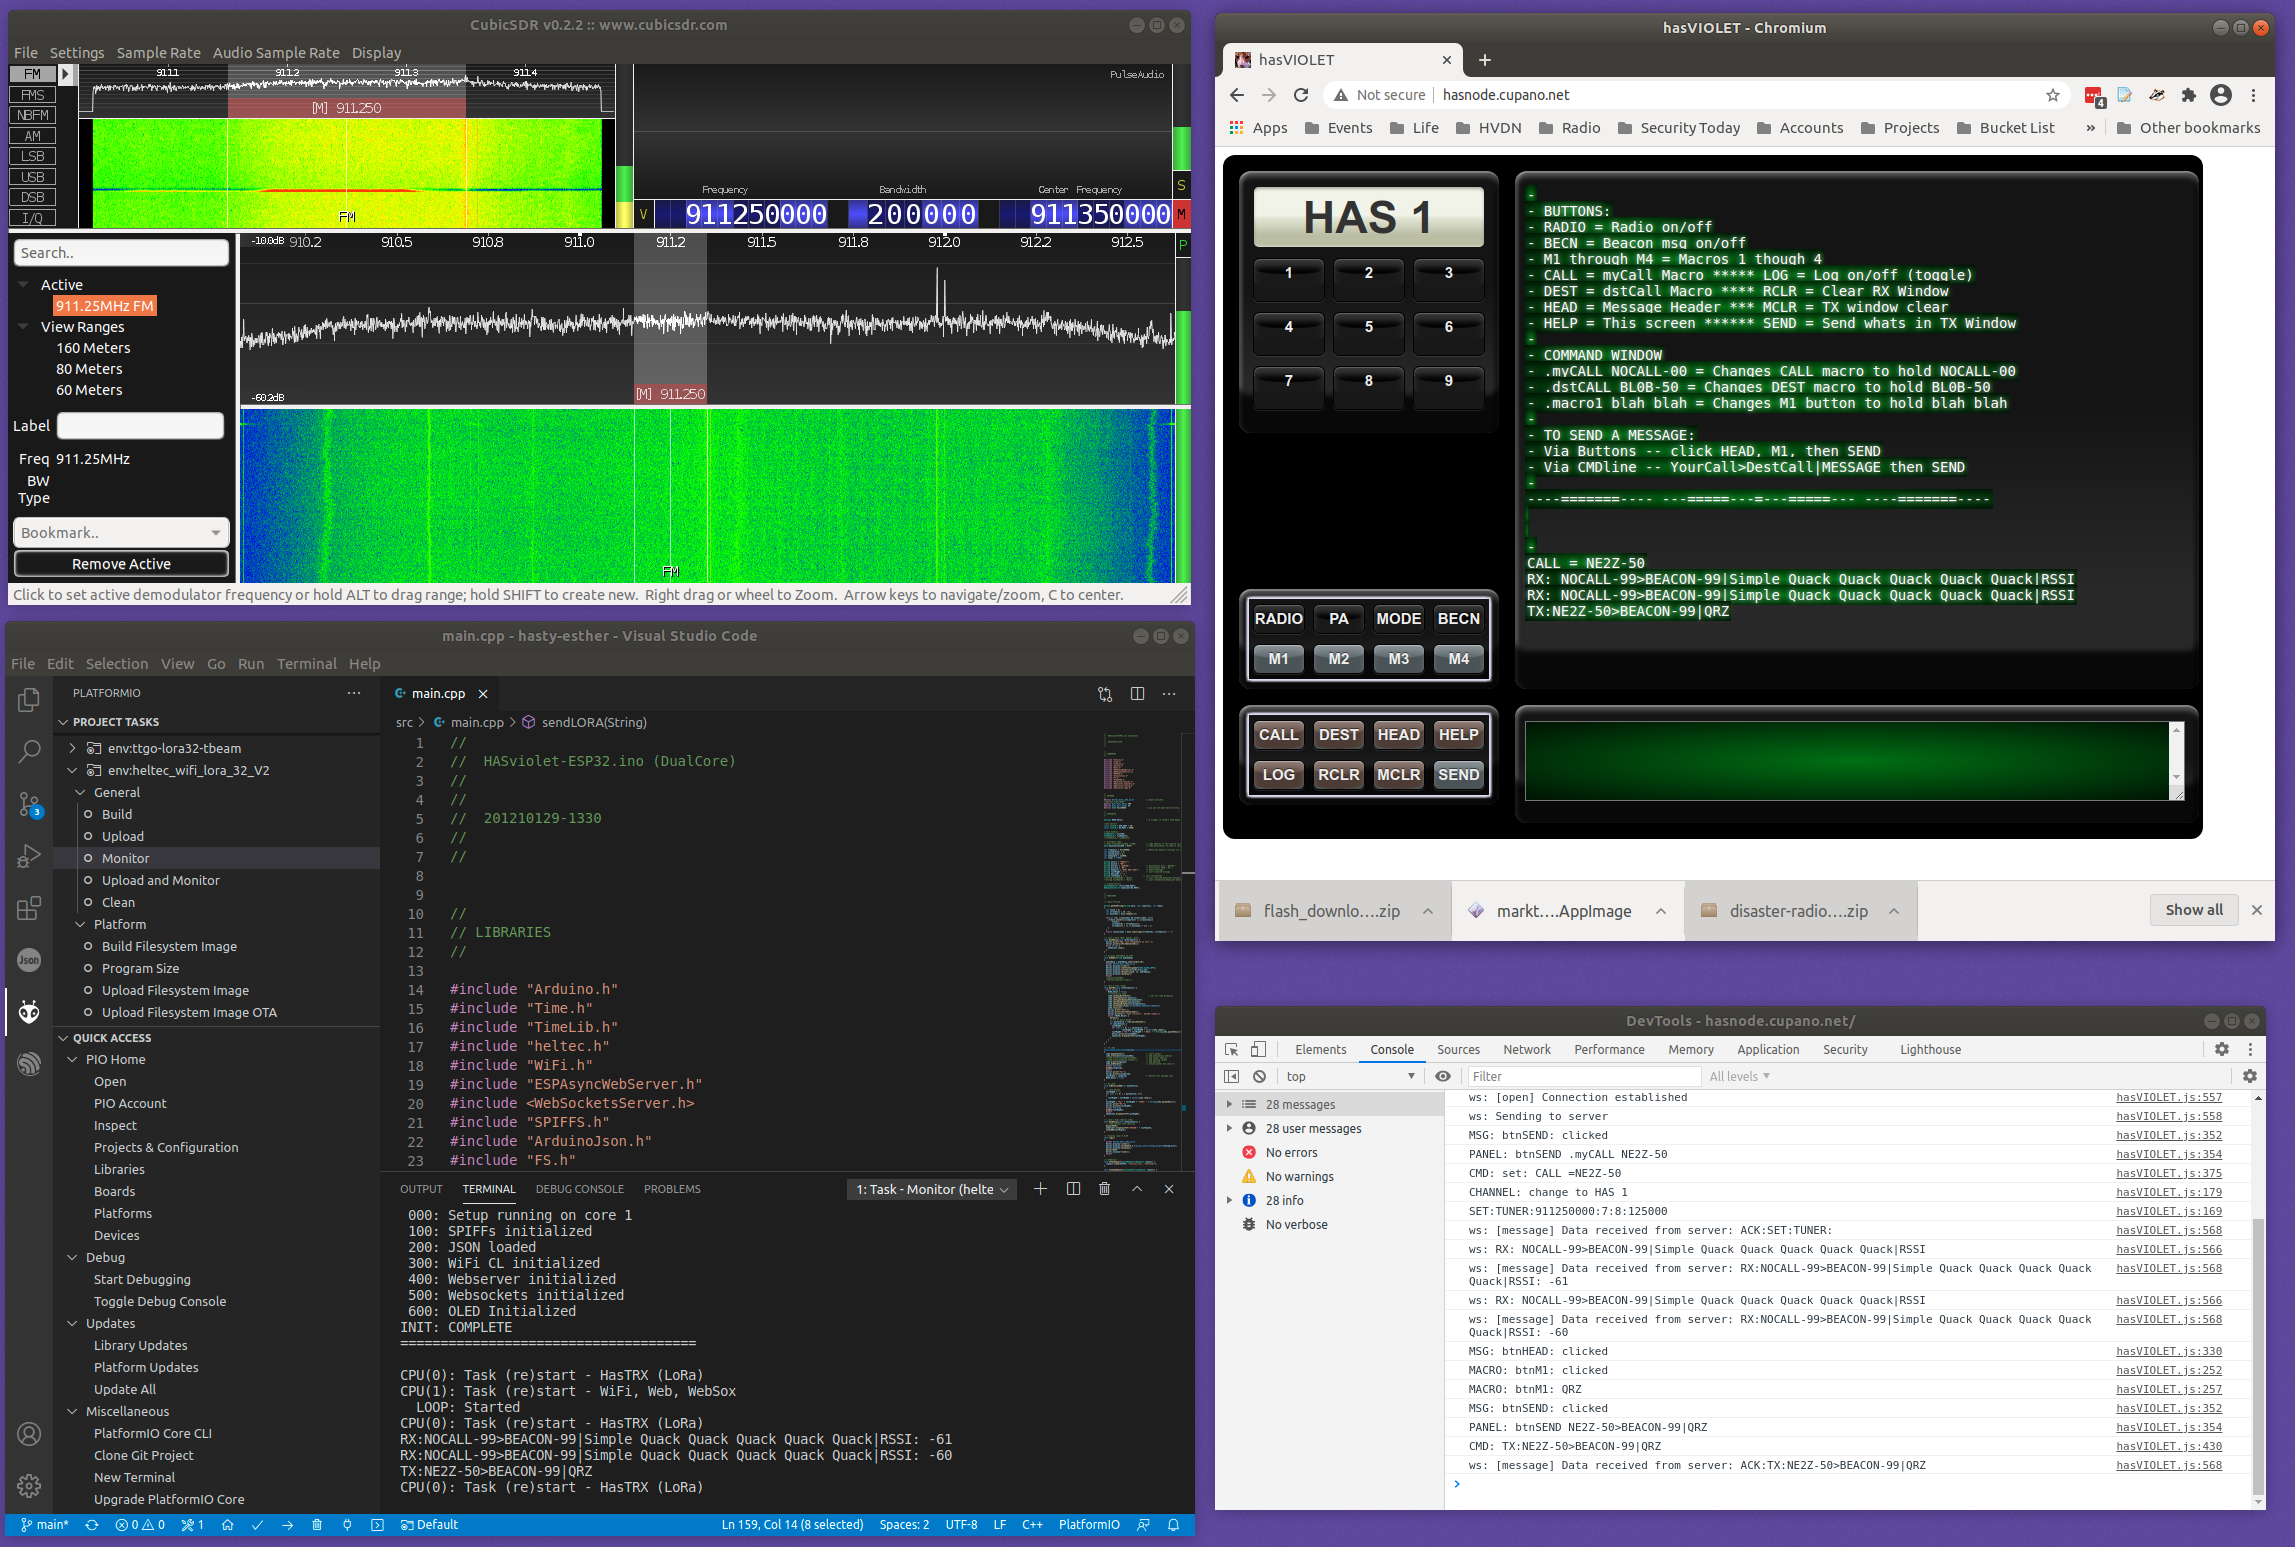 CubicSDR v0.2.2 :: www.cubicsdr.com
File Settings Sample Rate Audio Sample Rate Display
FM
FMS
NBFM
AM
LSB
USB
DSB
I/Q
911.1 911.2 911.3 911.4
[M] 911.250
FM
PulseAudio
Frequency Bandwidth Center Frequency
V 911250000 200000 911350000 M
S
P
-10.0dB 910.2 910.5 910.8 911.0 911.2 911.5 911.8 912.0 912.2 912.5
-60.2dB
[M] 911.250
FM
Search..
Active
911.25MHz FM
View Ranges
160 Meters
80 Meters
60 Meters
Label
Freq 911.25MHz
BW
Type
Bookmark..
Remove Active
Click to set active demodulator frequency or hold ALT to drag range; hold SHIFT to create new. Right drag or wheel to Zoom. Arrow keys to navigate/zoom, C to center.
main.cpp - hasty-esther - Visual Studio Code
File Edit Selection View Go Run Terminal Help
PLATFORMIO
PROJECT TASKS
env:ttgo-lora32-tbeam
env:heltec_wifi_lora_32_V2
General
Build
Upload
Monitor
Upload and Monitor
Clean
Platform
Build Filesystem Image
Program Size
Upload Filesystem Image
Upload Filesystem Image OTA
QUICK ACCESS
PIO Home
Open
PIO Account
Inspect
Projects & Configuration
Libraries
Boards
Platforms
Devices
Debug
Start Debugging
Toggle Debug Console
Updates
Library Updates
Platform Updates
Update All
Miscellaneous
PlatformIO Core CLI
Clone Git Project
New Terminal
Upgrade PlatformIO Core
3
Json
main.cpp
src > main.cpp > sendLORA(String)
1 //
2 // HASviolet-ESP32.ino (DualCore)
3 //
4 //
5 // 201210129-1330
6 //
7 //
8
9
10 //
11 // LIBRARIES
12 //
13
14 #include "Arduino.h"
15 #include "Time.h"
16 #include "TimeLib.h"
17 #include "heltec.h"
18 #include "WiFi.h"
19 #include "ESPAsyncWebServer.h"
20 #include <WebSocketsServer.h>
21 #include "SPIFFS.h"
22 #include "ArduinoJson.h"
23 #include "FS.h"
OUTPUT TERMINAL DEBUG CONSOLE PROBLEMS 1: Task - Monitor (helte
000: Setup running on core 1
100: SPIFFs initialized
200: JSON loaded
300: WiFi CL initialized
400: Webserver initialized
500: Websockets initialized
600: OLED Initialized
INIT: COMPLETE
=====================================
CPU(0): Task (re)start - HasTRX (LoRa)
CPU(1): Task (re)start - WiFi, Web, WebSox
LOOP: Started
CPU(0): Task (re)start - HasTRX (LoRa)
RX:NOCALL-99>BEACON-99|Simple Quack Quack Quack Quack Quack|RSSI: -61
RX:NOCALL-99>BEACON-99|Simple Quack Quack Quack Quack Quack|RSSI: -60
TX:NE2Z-50>BEACON-99|QRZ
CPU(0): Task (re)start - HasTRX (LoRa)
main* 0 0 1 Default Ln 159, Col 14 (8 selected) Spaces: 2 UTF-8 LF C++ PlatformIO
hasVIOLET - Chromium
hasVIOLET
Not secure hasnode.cupano.net
4
Apps Events Life HVDN Radio Security Today Accounts Projects Bucket List » Other bookmarks
HAS 1
1 2 3
4 5 6
7 8 9
RADIO PA MODE BECN
M1 M2 M3 M4
CALL DEST HEAD HELP
LOG RCLR MCLR SEND
-
- BUTTONS:
- RADIO = Radio on/off
- BECN = Beacon msg on/off
- M1 through M4 = Macros 1 though 4
- CALL = myCall Macro ***** LOG = Log on/off (toggle)
- DEST = dstCall Macro **** RCLR = Clear RX Window
- HEAD = Message Header *** MCLR = TX window clear
- HELP = This screen ****** SEND = Send whats in TX Window
-
- COMMAND WINDOW
- .myCALL NOCALL-00 = Changes CALL macro to hold NOCALL-00
- .dstCALL BL0B-50 = Changes DEST macro to hold BL0B-50
- .macro1 blah blah = Changes M1 button to hold blah blah
-
- TO SEND A MESSAGE:
- Via Buttons -- click HEAD, M1, then SEND
- Via CMDline -- YourCall>DestCall|MESSAGE then SEND
-
----=======---- ---=====---=---=====--- ----=======----
-
CALL = NE2Z-50
RX: NOCALL-99>BEACON-99|Simple Quack Quack Quack Quack Quack|RSSI
RX: NOCALL-99>BEACON-99|Simple Quack Quack Quack Quack Quack|RSSI
TX:NE2Z-50>BEACON-99|QRZ
flash_downlo....zip markt....AppImage disaster-radio....zip Show all
DevTools - hasnode.cupano.net/
Elements Console Sources Network Performance Memory Application Security Lighthouse
top Filter All levels
28 messages
28 user messages
No errors
No warnings
28 info
No verbose
ws: [open] Connection established hasVIOLET.js:557
ws: Sending to server hasVIOLET.js:558
MSG: btnSEND: clicked hasVIOLET.js:352
PANEL: btnSEND .myCALL NE2Z-50 hasVIOLET.js:354
CMD: set: CALL =NE2Z-50 hasVIOLET.js:375
CHANNEL: change to HAS 1 hasVIOLET.js:179
SET:TUNER:911250000:7:8:125000 hasVIOLET.js:169
ws: [message] Data received from server: ACK:SET:TUNER: hasVIOLET.js:568
ws: RX: NOCALL-99>BEACON-99|Simple Quack Quack Quack Quack Quack|RSSI hasVIOLET.js:566
ws: [message] Data received from server: RX:NOCALL-99>BEACON-99|Simple Quack Quack Quack Quack hasVIOLET.js:568
Quack|RSSI: -61
ws: RX: NOCALL-99>BEACON-99|Simple Quack Quack Quack Quack Quack|RSSI hasVIOLET.js:566
ws: [message] Data received from server: RX:NOCALL-99>BEACON-99|Simple Quack Quack Quack Quack hasVIOLET.js:568
Quack|RSSI: -60
MSG: btnHEAD: clicked hasVIOLET.js:330
MACRO: btnM1: clicked hasVIOLET.js:252
MACRO: btnM1: QRZ hasVIOLET.js:257
MSG: btnSEND: clicked hasVIOLET.js:352
PANEL: btnSEND NE2Z-50>BEACON-99|QRZ hasVIOLET.js:354
CMD: TX:NE2Z-50>BEACON-99|QRZ hasVIOLET.js:430
ws: [message] Data received from server: ACK:TX:NE2Z-50>BEACON-99|QRZ hasVIOLET.js:568